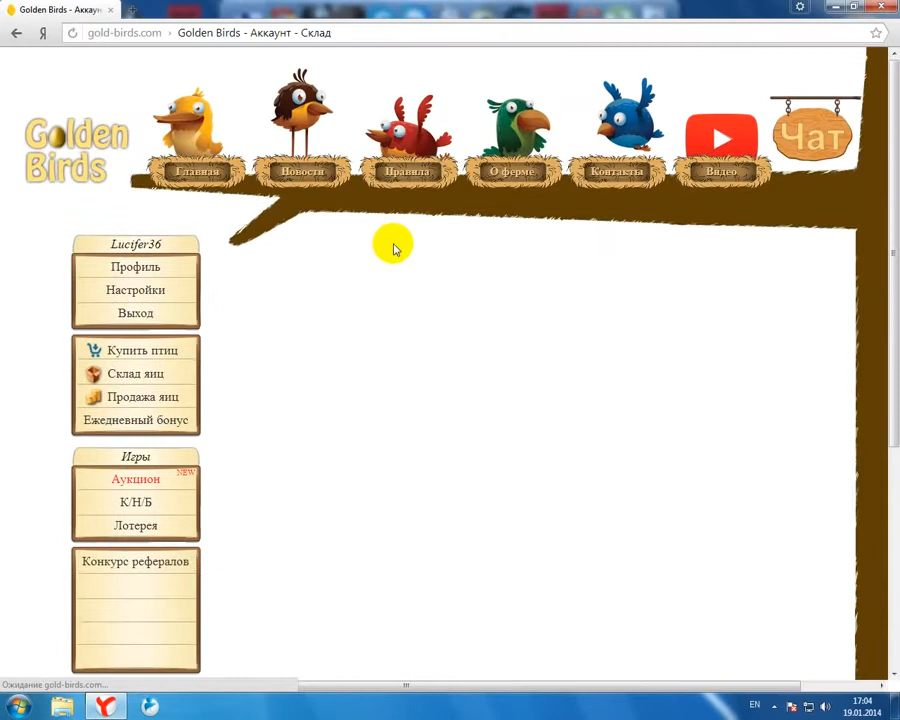 Golden Birds - Аккаун
gold-birds.com › Golden Birds - Аккаунт - Склад
Golden
Birds
Главная
Новости
Правила
О ферме
Контакты
Видео
Чат
Lucifer36
Профиль
Настройки
Выход
Купить птиц
Склад яиц
Продажа яиц
Ежедневный бонус
Игры
NEW
Аукцион
К/Н/Б
Лотерея
Конкурс рефералов
Ожидание gold-birds.com...
EN
17:04
19.01.2014